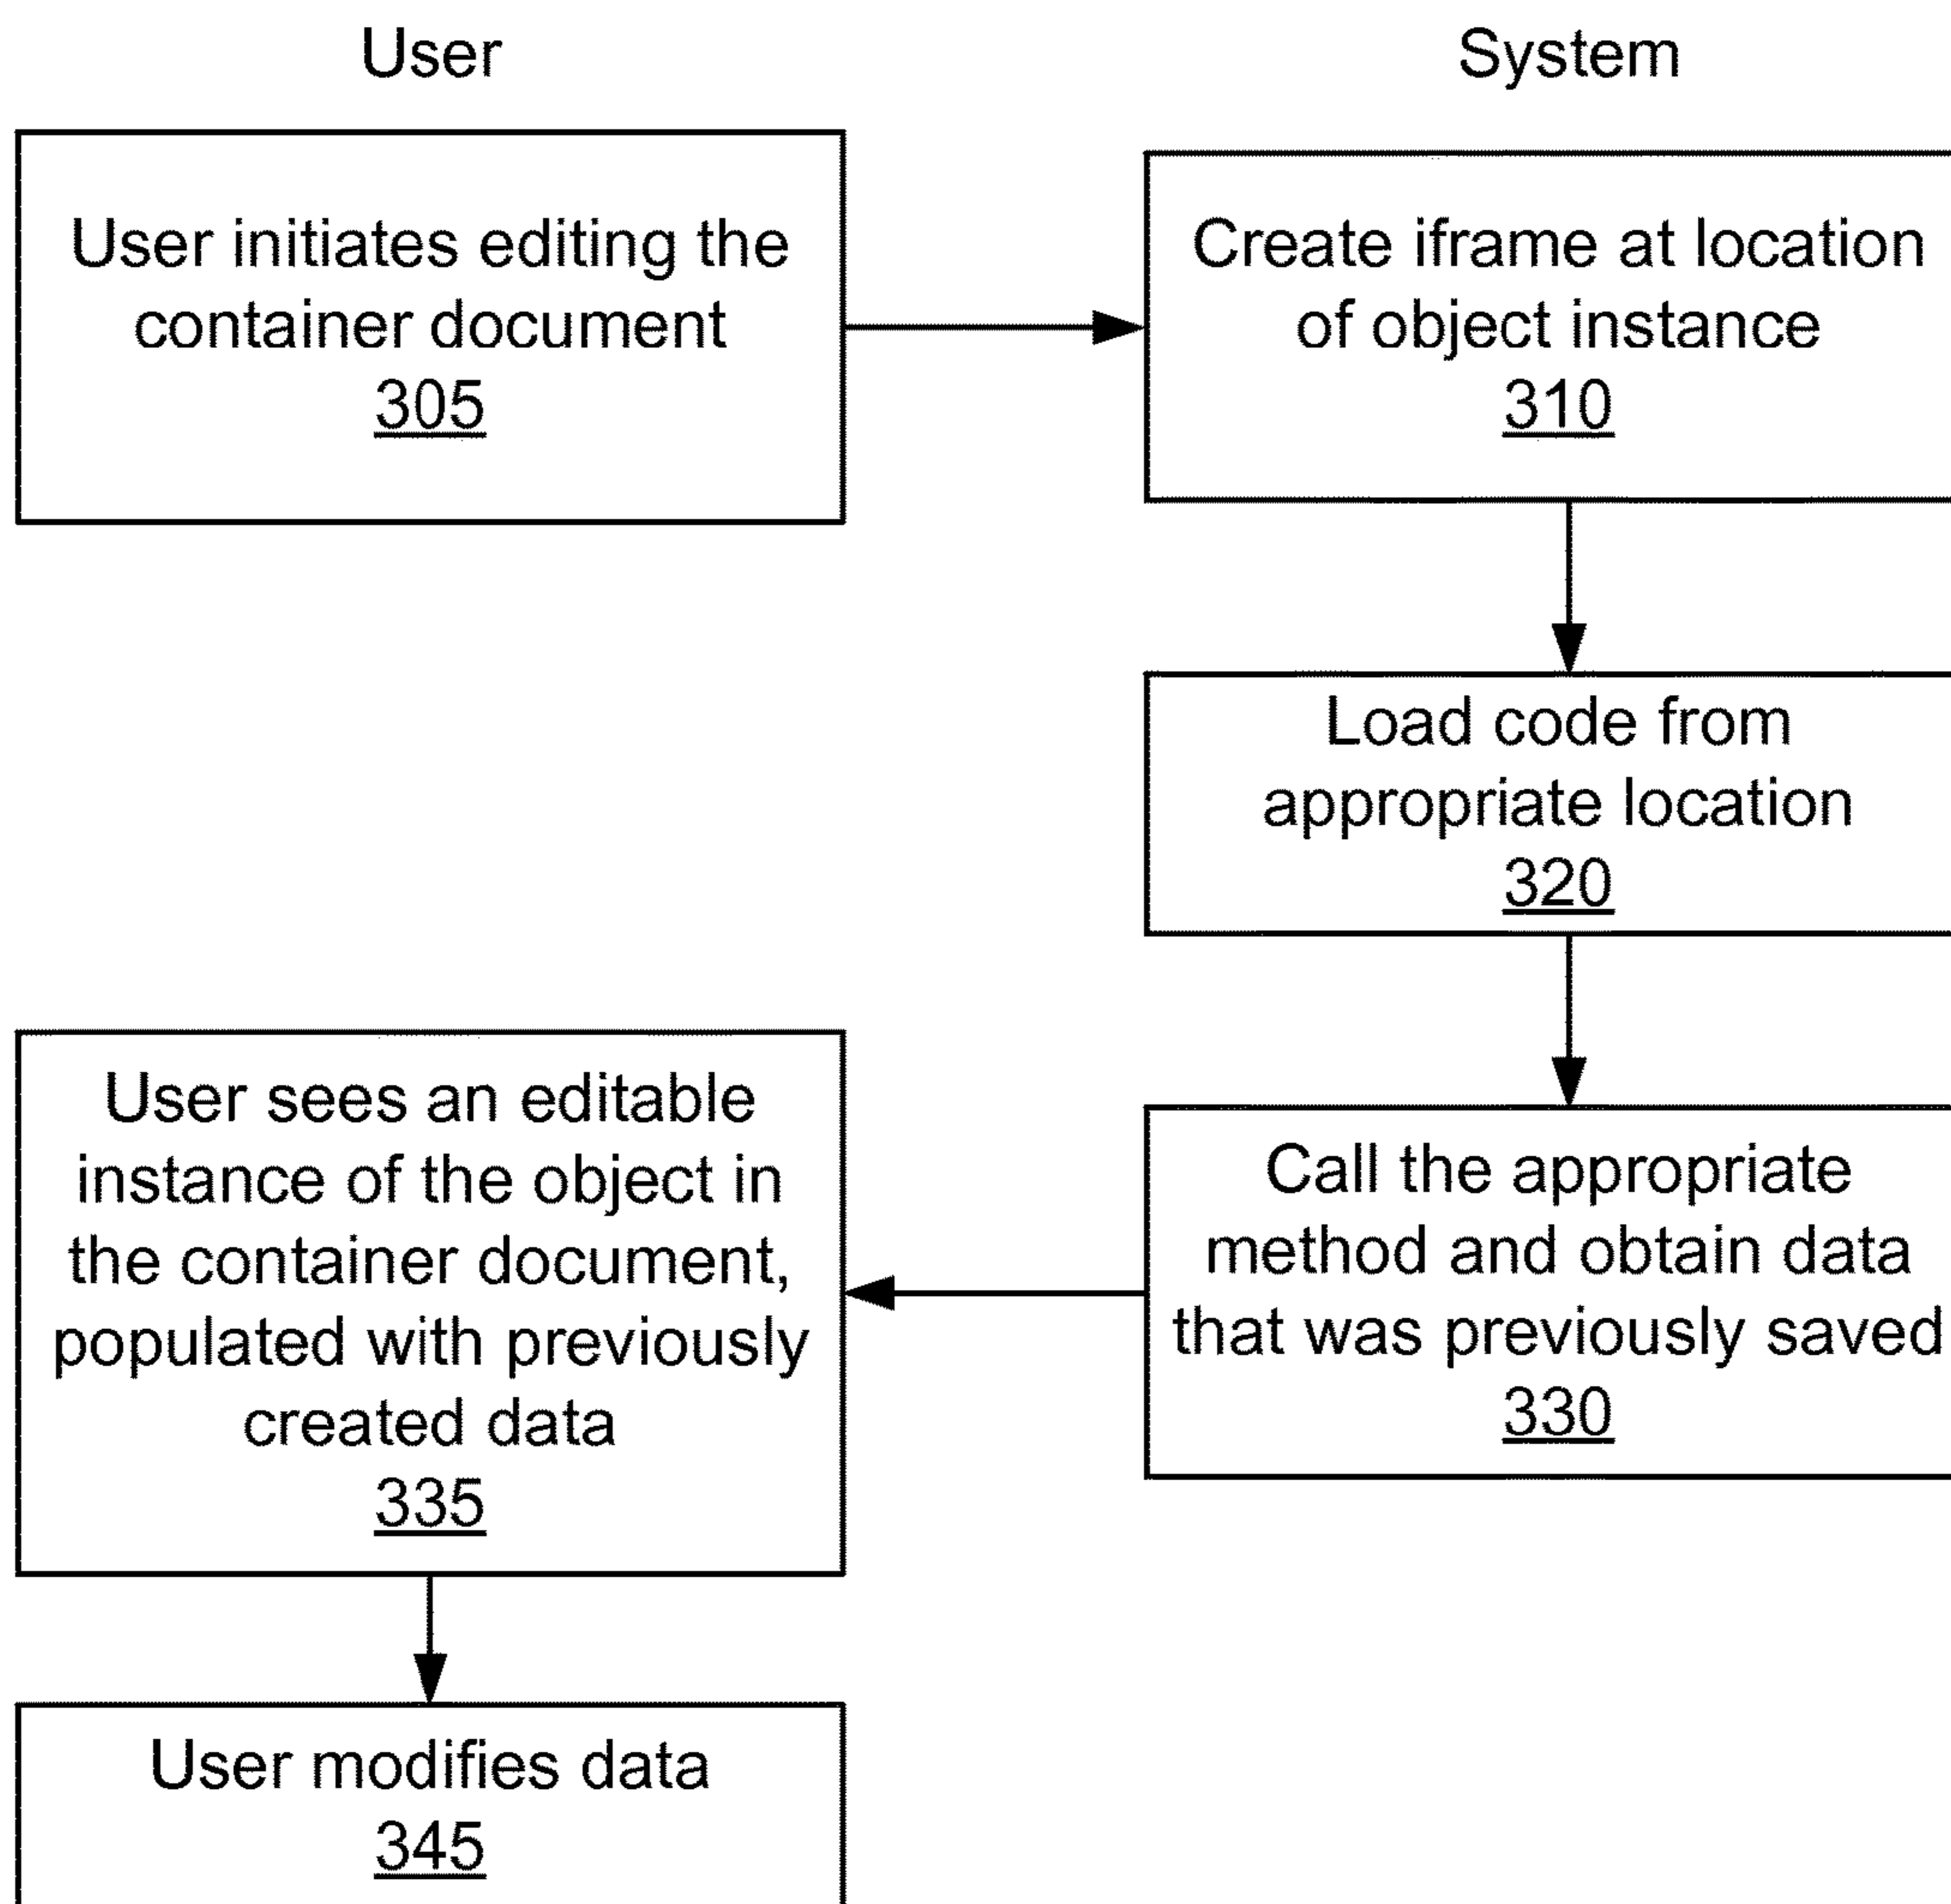 User
System
User initiates editing the
container document
305
Create iframe at location
of object instance
310
Load code from
appropriate location
320
Call the appropriate
method and obtain data
that was previously saved
330
User sees an editable
instance of the object in
the container document,
populated with previously
created data
335
User modifies data
345